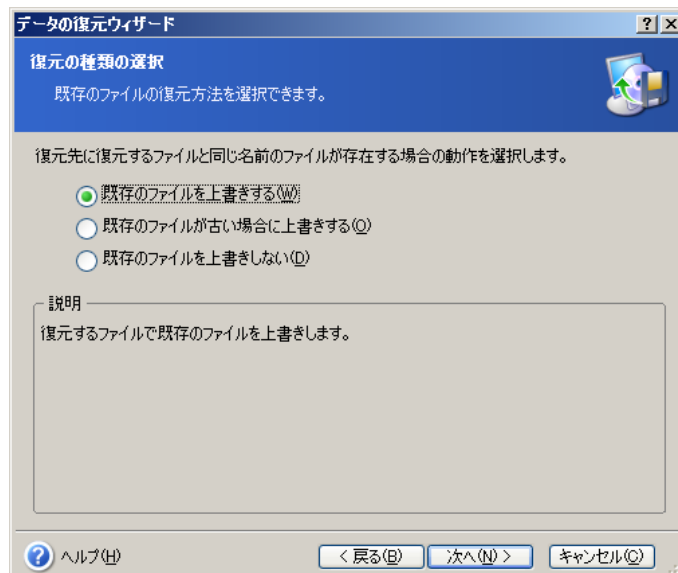 データの復元ウィザード
復元の種類の選択
既存のファイルの復元方法を選択できます。
復元先に復元するファイルと同じ名前のファイルが存在する場合の動作を選択します。
既存のファイルを上書きする(W)
既存のファイルが古い場合に上書きする(O)
既存のファイルを上書きしない(D)
説明
復元するファイルで既存のファイルを上書きします。
ヘルプ(H)
< 戻る(B) 次へ(N) > キャンセル(C)